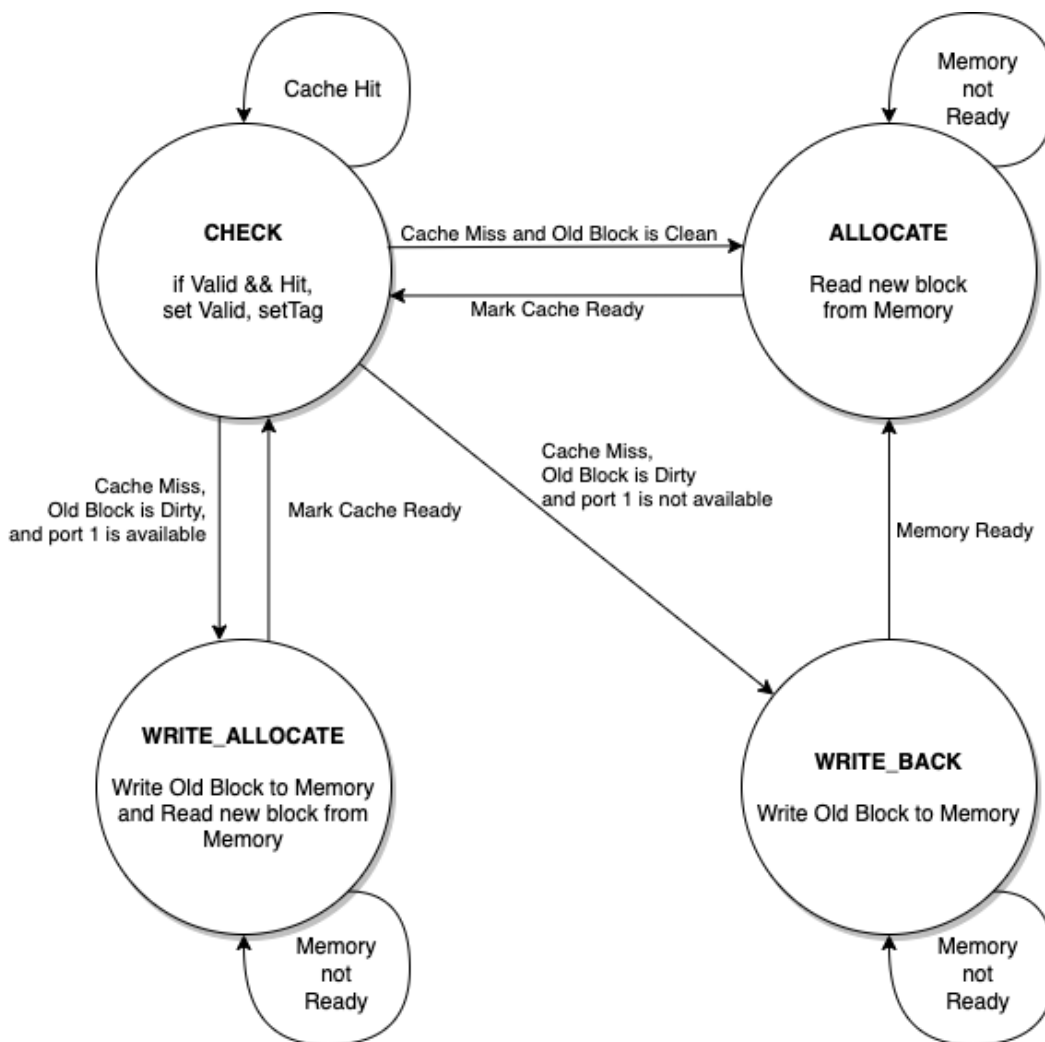 Cache Hit
Memory
not
Ready
CHECK
if Valid && Hit,
set Valid, setTag
Cache Miss and Old Block is Clean
Mark Cache Ready
ALLOCATE
Read new block
from Memory
Cache Miss,
Old Block is Dirty,
and port 1 is available
Mark Cache Ready
Cache Miss,
Old Block is Dirty
and port 1 is not available
Memory Ready
WRITE_ALLOCATE
Write Old Block to Memory
and Read new block from
Memory
WRITE_BACK
Write Old Block to Memory
Memory
not
Ready
Memory
not
Ready